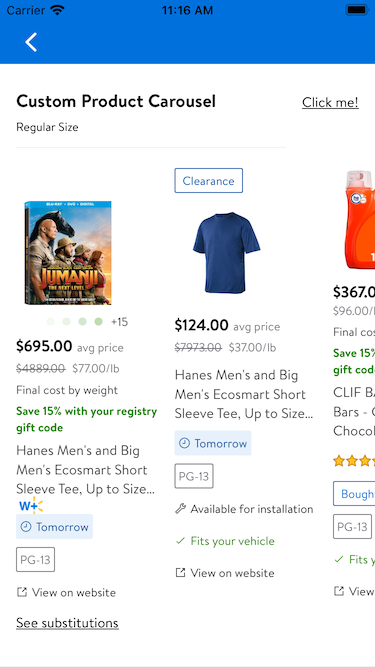 Carrier 11:16 AM
Custom Product Carousel
Click me!
Regular Size
BLU-RAY + DVD + DIGITAL
JUMANJI
THE NEXT LEVEL
+15
$695.00 avg price
$4889.00 $77.00/lb
Final cost by weight
Save 15% with your registry
gift code
Hanes Men's and Big
Men's Ecosmart Short
Sleeve Tee, Up to Size...
W+
Tomorrow
PG-13
View on website
See substitutions
Clearance
$124.00 avg price
$7973.00 $37.00/lb
Hanes Men's and Big
Men's Ecosmart Short
Sleeve Tee, Up to Size...
Tomorrow
PG-13
Available for installation
Fits your vehicle
View on website
$367.0
$96.00/
Final cos
Save 15%
gift code
CLIF BA
Bars - C
Chocol
Bough
PG-13
Fits y
View